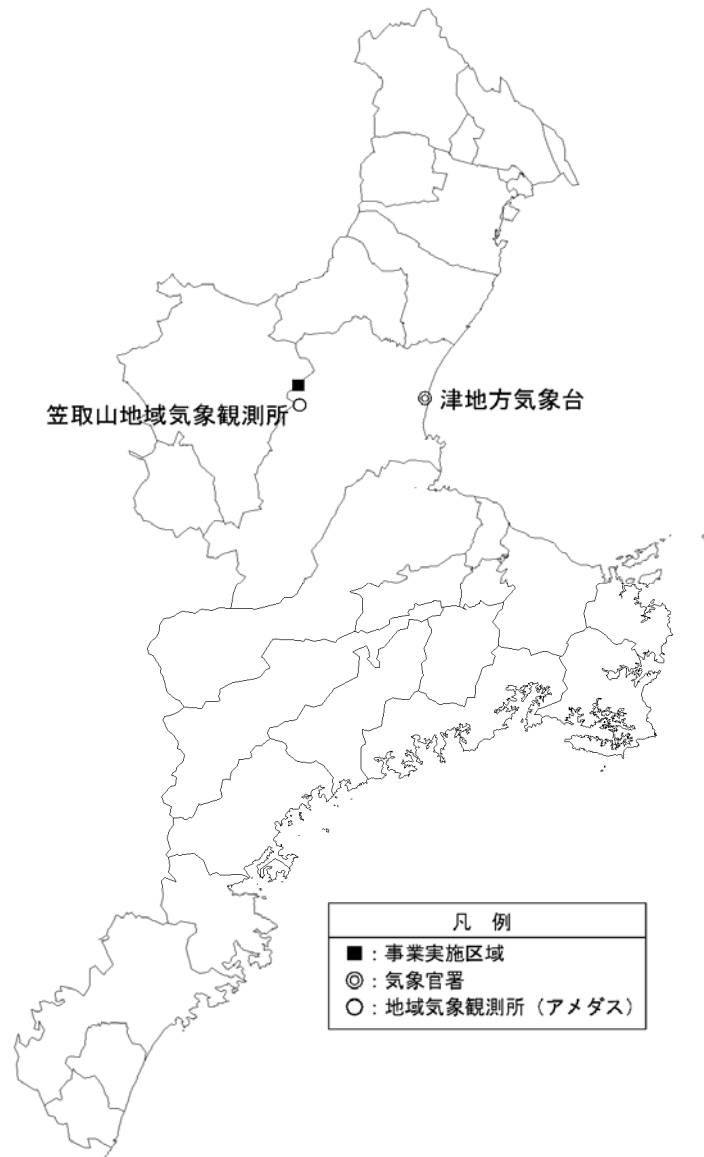 笠取山地域気象観測所
津地方気象台
凡 例
■：事業実施区域
◎：気象官署
○：地域気象観測所（アメダス）